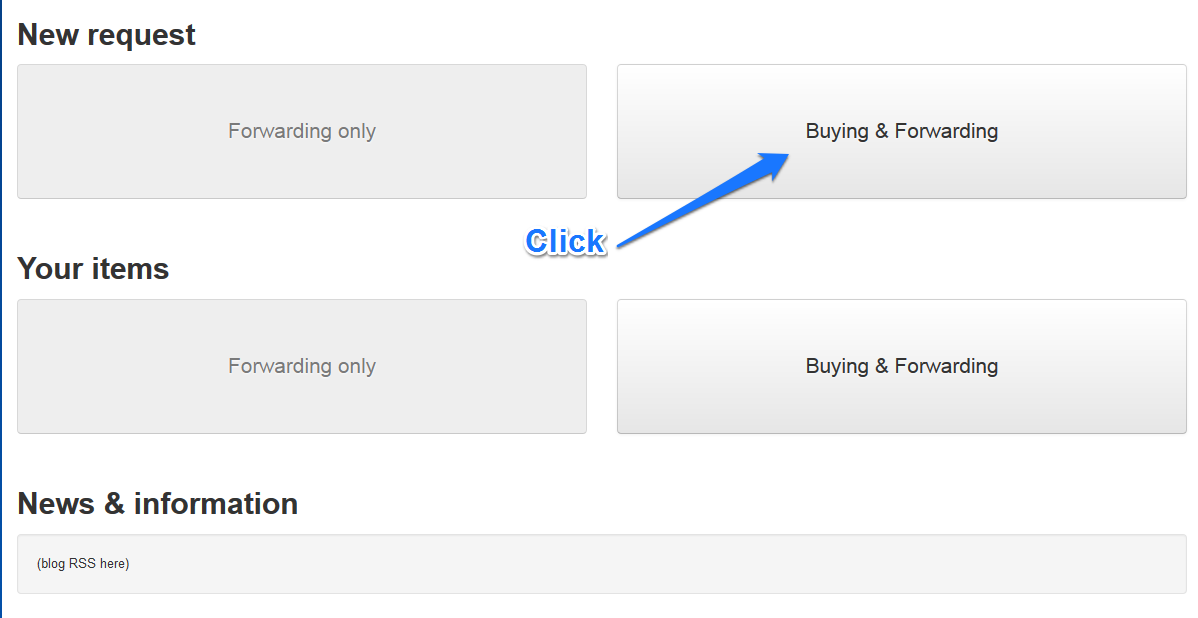 New request
Forwarding only
Buying & Forwarding
Click
Your items
Forwarding only
Buying & Forwarding
News & information
(blog RSS here)